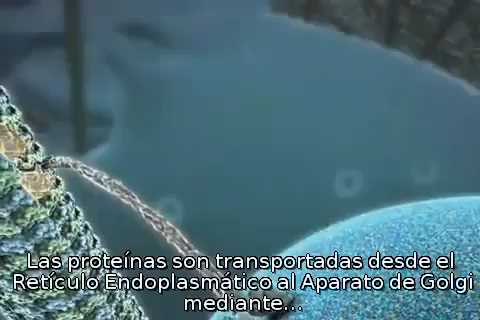 Las proteínas son transportadas desde el
Retículo Endoplasmático al Aparato de Golgi
mediante...